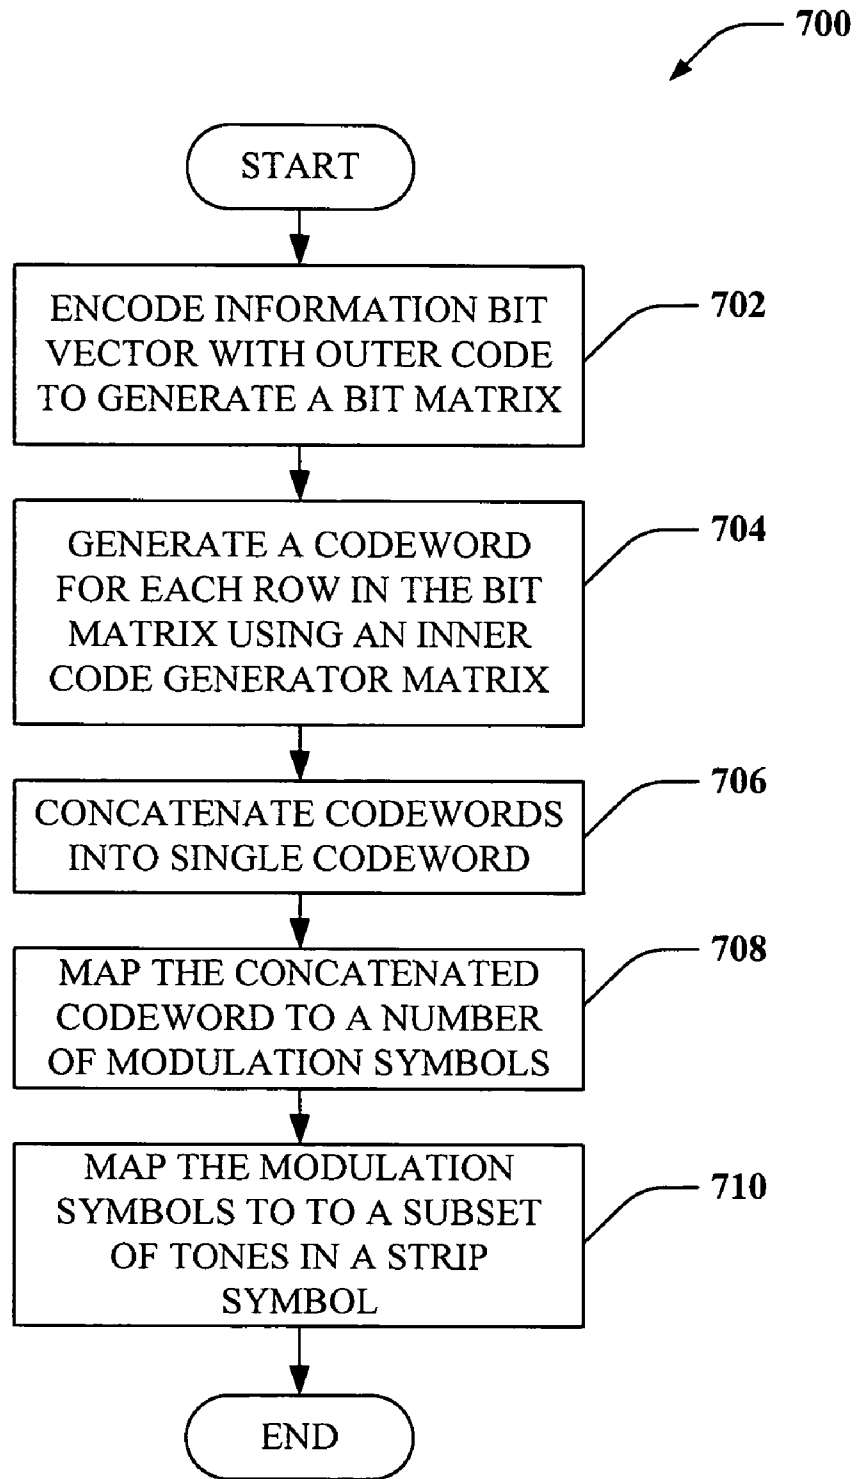 700
START
ENCODE INFORMATION BIT
VECTOR WITH OUTER CODE
TO GENERATE A BIT MATRIX
702
GENERATE A CODEWORD
FOR EACH ROW IN THE BIT
MATRIX USING AN INNER
CODE GENERATOR MATRIX
704
CONCATENATE CODEWORDS
INTO SINGLE CODEWORD
706
MAP THE CONCATENATED
CODEWORD TO A NUMBER
OF MODULATION SYMBOLS
708
MAP THE MODULATION
SYMBOLS TO TO A SUBSET
OF TONES IN A STRIP
SYMBOL
710
END